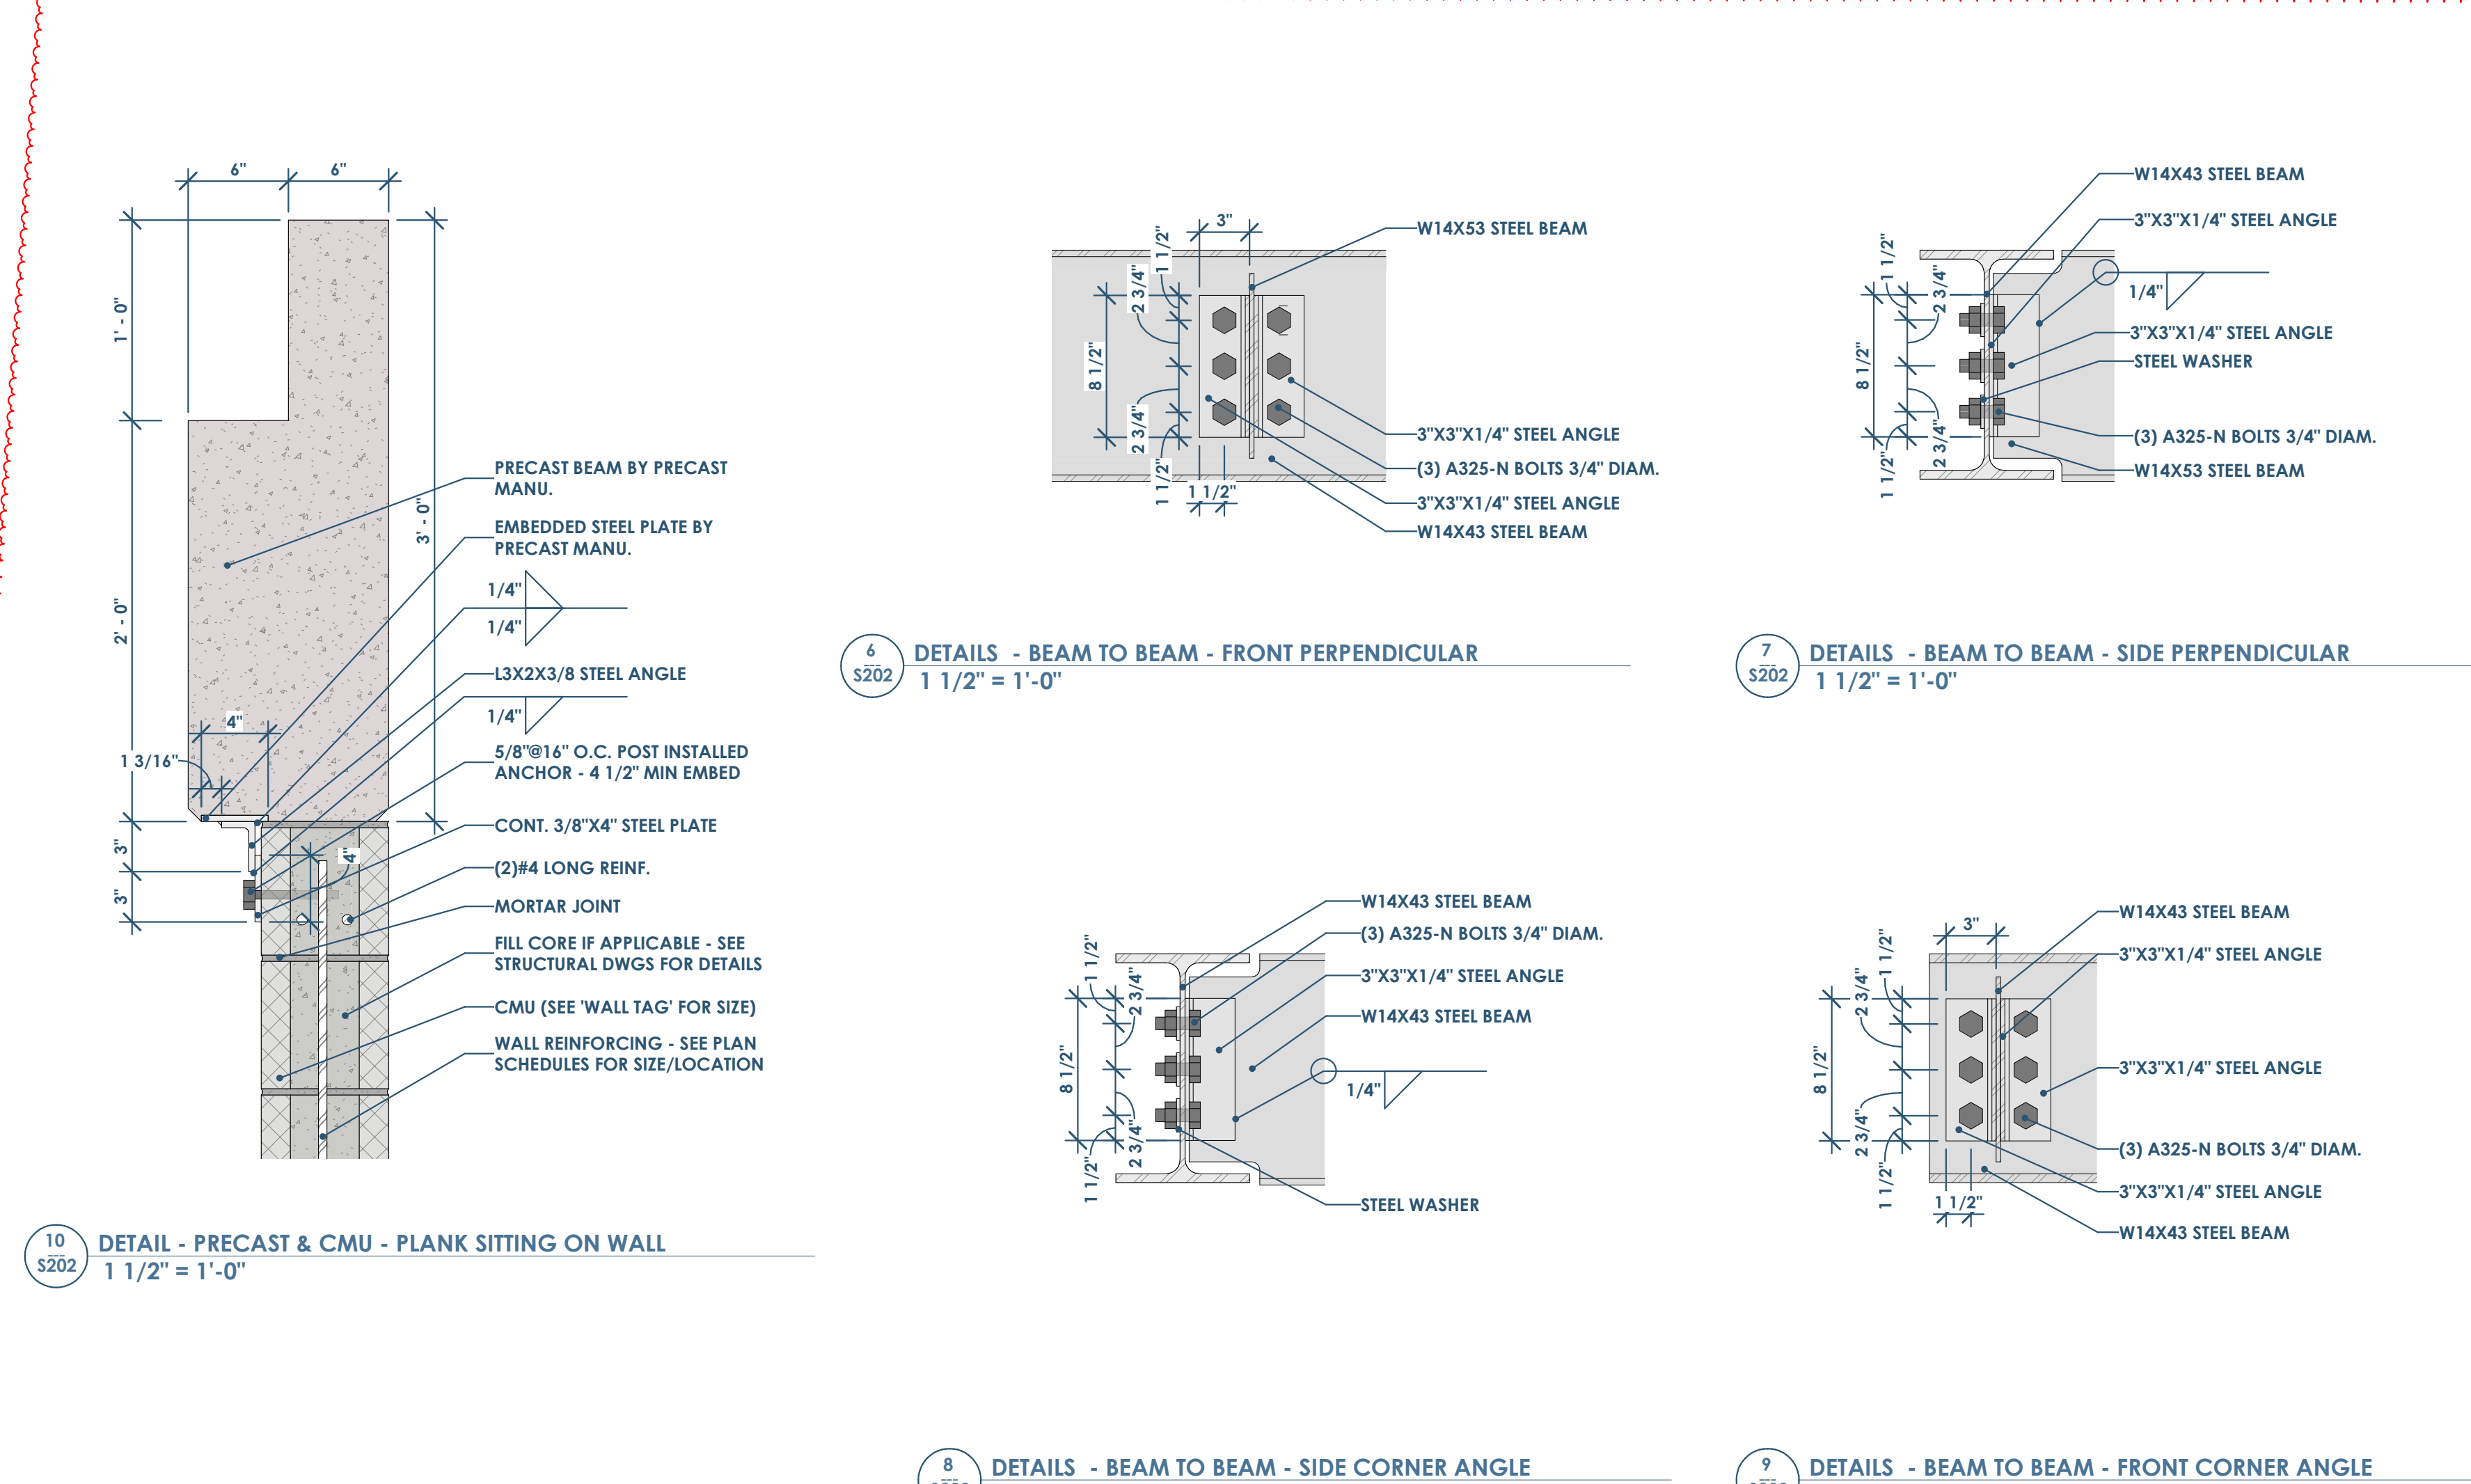 6"
6"
1' - 0"
2' - 0"
3' - 0"
PRECAST BEAM BY PRECAST
MANU.
EMBEDDED STEEL PLATE BY
PRECAST MANU.
1/4"
1/4"
L3X2X3/8 STEEL ANGLE
1/4"
4"
1 3/16"
5/8"@16" O.C. POST INSTALLED
ANCHOR - 4 1/2" MIN EMBED
CONT. 3/8"X4" STEEL PLATE
3"
4"
3"
(2)#4 LONG REINF.
MORTAR JOINT
FILL CORE IF APPLICABLE - SEE
STRUCTURAL DWGS FOR DETAILS
CMU (SEE 'WALL TAG' FOR SIZE)
WALL REINFORCING - SEE PLAN
SCHEDULES FOR SIZE/LOCATION
10
---
S202
DETAIL - PRECAST & CMU - PLANK SITTING ON WALL
1 1/2" = 1'-0"
3"
1 1/2"
2 3/4"
8 1/2"
2 3/4"
1 1/2"
1 1/2"
W14X53 STEEL BEAM
3"X3"X1/4" STEEL ANGLE
(3) A325-N BOLTS 3/4" DIAM.
3"X3"X1/4" STEEL ANGLE
W14X43 STEEL BEAM
6
---
S202
DETAILS - BEAM TO BEAM - FRONT PERPENDICULAR
1 1/2" = 1'-0"
1 1/2"
2 3/4"
8 1/2"
2 3/4"
1 1/2"
W14X43 STEEL BEAM
3"X3"X1/4" STEEL ANGLE
1/4"
3"X3"X1/4" STEEL ANGLE
STEEL WASHER
(3) A325-N BOLTS 3/4" DIAM.
W14X53 STEEL BEAM
7
---
S202
DETAILS - BEAM TO BEAM - SIDE PERPENDICULAR
1 1/2" = 1'-0"
1 1/2"
2 3/4"
8 1/2"
2 3/4"
1 1/2"
W14X43 STEEL BEAM
(3) A325-N BOLTS 3/4" DIAM.
3"X3"X1/4" STEEL ANGLE
W14X43 STEEL BEAM
1/4"
STEEL WASHER
8
DETAILS - BEAM TO BEAM - SIDE CORNER ANGLE
3"
1 1/2"
2 3/4"
8 1/2"
2 3/4"
1 1/2"
1 1/2"
W14X43 STEEL BEAM
3"X3"X1/4" STEEL ANGLE
3"X3"X1/4" STEEL ANGLE
(3) A325-N BOLTS 3/4" DIAM.
3"X3"X1/4" STEEL ANGLE
W14X43 STEEL BEAM
9
DETAILS - BEAM TO BEAM - FRONT CORNER ANGLE